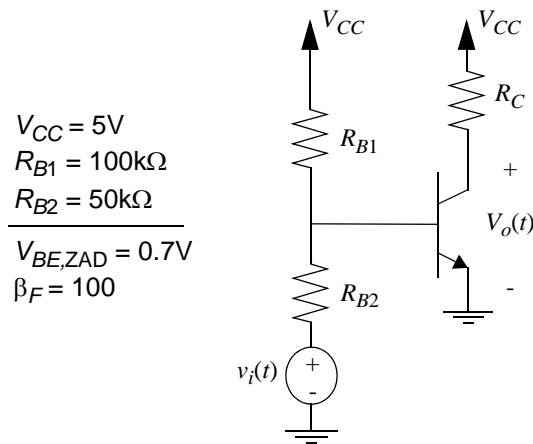 V_CC = 5V
R_B1 = 100kΩ
R_B2 = 50kΩ
V_BE,ZAD = 0.7V
β_F = 100
V_CC
V_CC
R_C
R_B1
+
V_o(t)
-
R_B2
v_i(t)
+
-